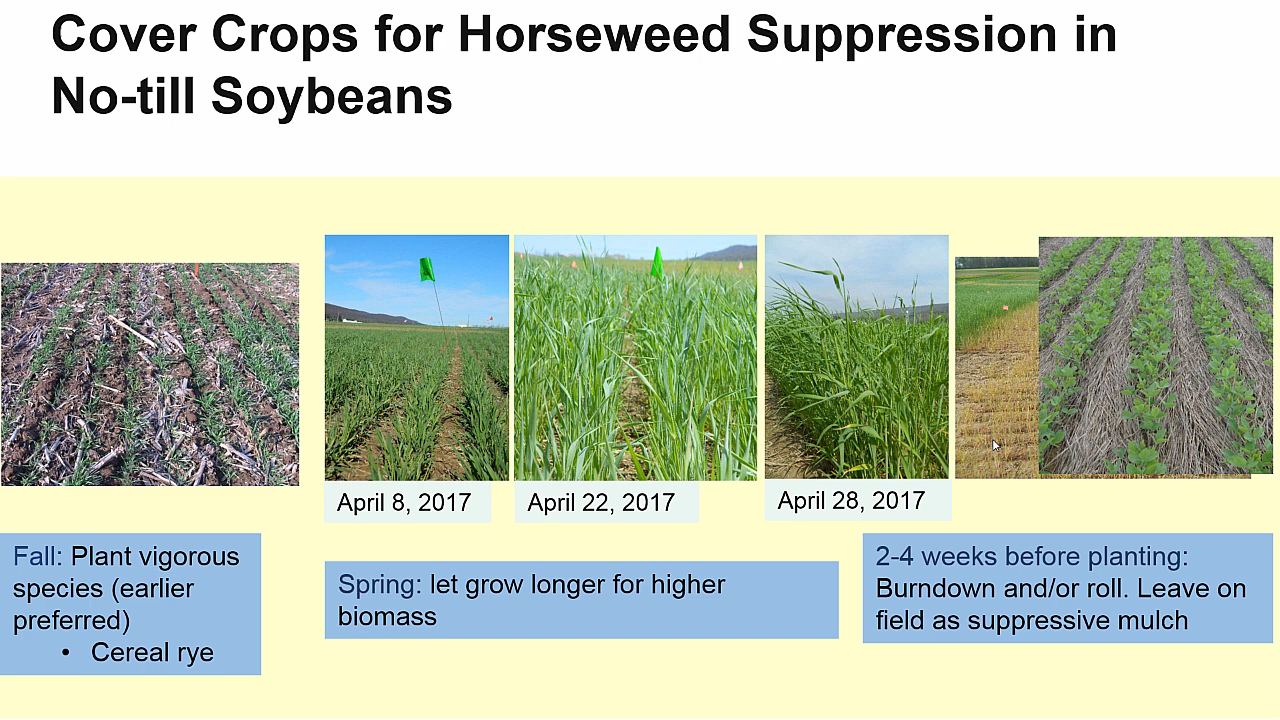 Cover Crops for Horseweed Suppression in
No-till Soybeans
April 8, 2017
April 22, 2017
April 28, 2017
Fall: Plant vigorous
species (earlier
preferred)
• Cereal rye
Spring: let grow longer for higher
biomass
2-4 weeks before planting:
Burndown and/or roll. Leave on
field as suppressive mulch